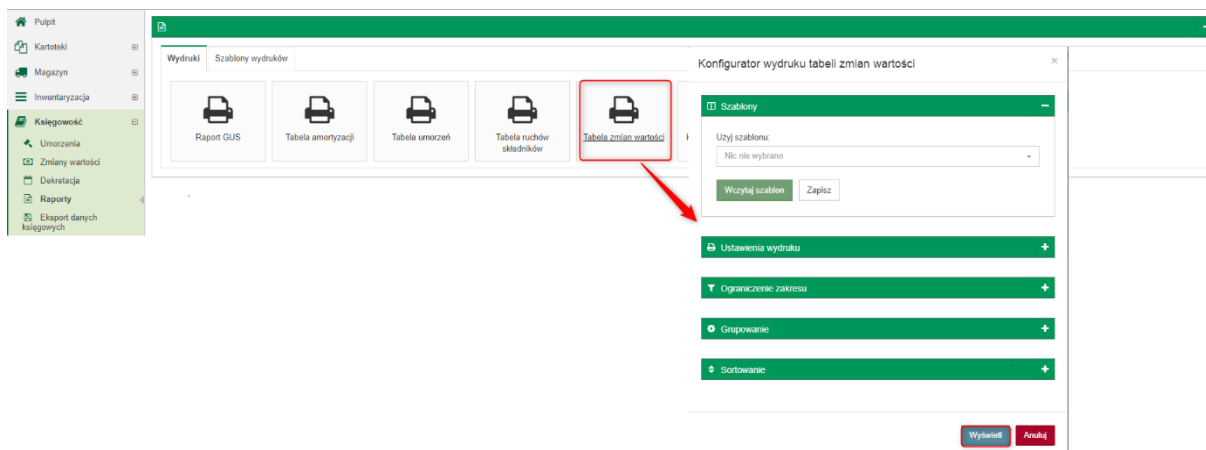 Pulpit
Kartoteki
Magazyn
Inwentaryzacja
Księgowość
Umorzenia
Zmiany wartości
Dekretacja
Raporty
Eksport danych
księgowych
Wydruki Szablony wydruków
Raport GUS
Tabela amortyzacji
Tabela umorzeń
Tabela ruchów
składników
Tabela zmian wartości
Konfigurator wydruku tabeli zmian wartości
Szablony
Użyj szablonu:
Nic nie wybrano
Wczytaj szablon Zapisz
Ustawienia wydruku
Ograniczenie zakresu
Grupowanie
Sortowanie
Wyświetl Anuluj